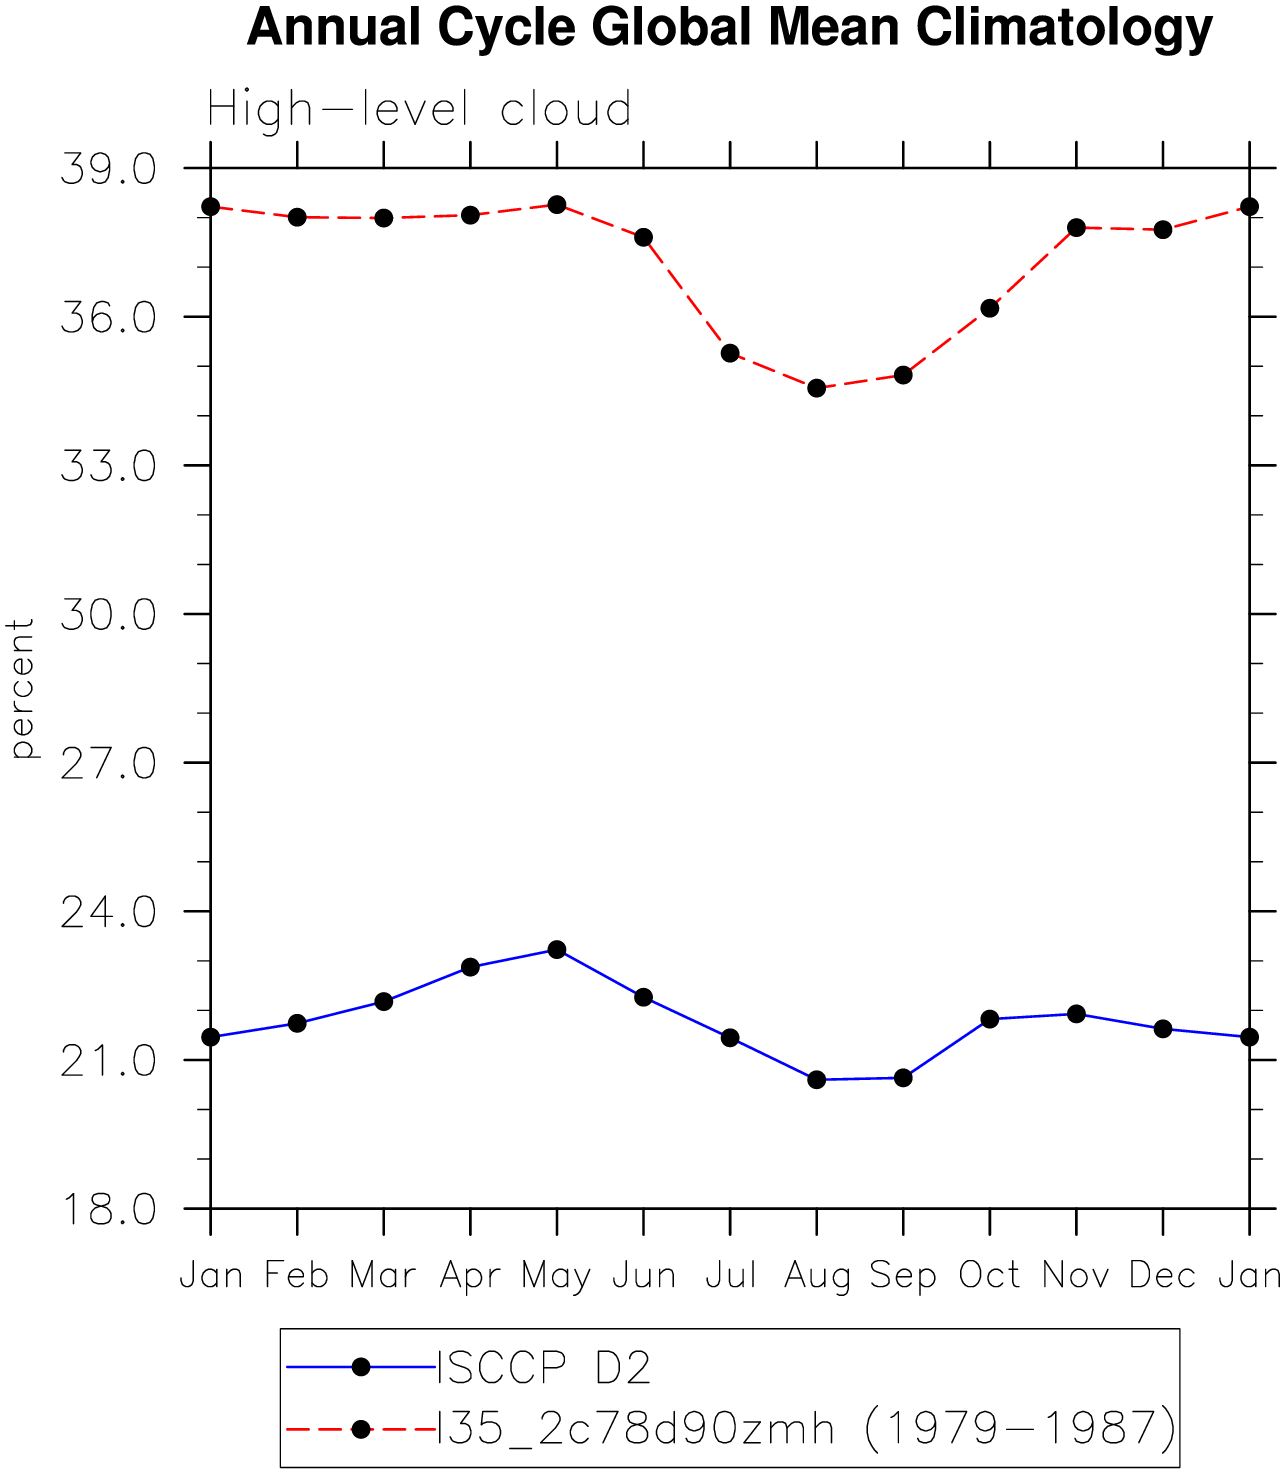 Annual Cycle Global Mean Climatology
High-level cloud
39.0
36.0
33.0
30.0
27.0
24.0
21.0
18.0
percent
Jan Feb Mar Apr May Jun Jul Aug Sep Oct Nov Dec Jan
ISCCP D2
I35_2c78d90zmh (1979-1987)